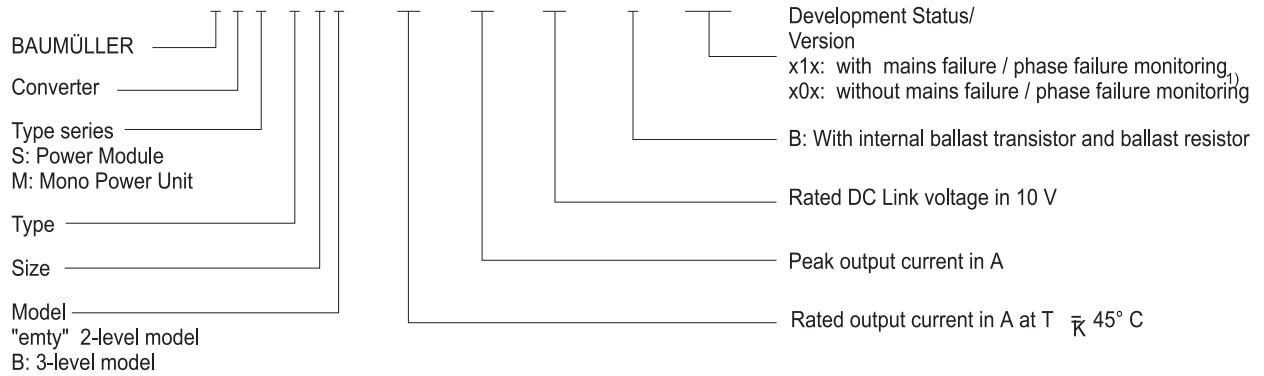 BAUMÜLLER
Converter
Type series
S: Power Module
M: Mono Power Unit
Type
Size
Model
"emty" 2-level model
B: 3-level model
Development Status/
Version
x1x: with mains failure / phase failure monitoring 1)
x0x: without mains failure / phase failure monitoring
B: With internal ballast transistor and ballast resistor
Rated DC Link voltage in 10 V
Peak output current in A
Rated output current in A at T K = 45° C